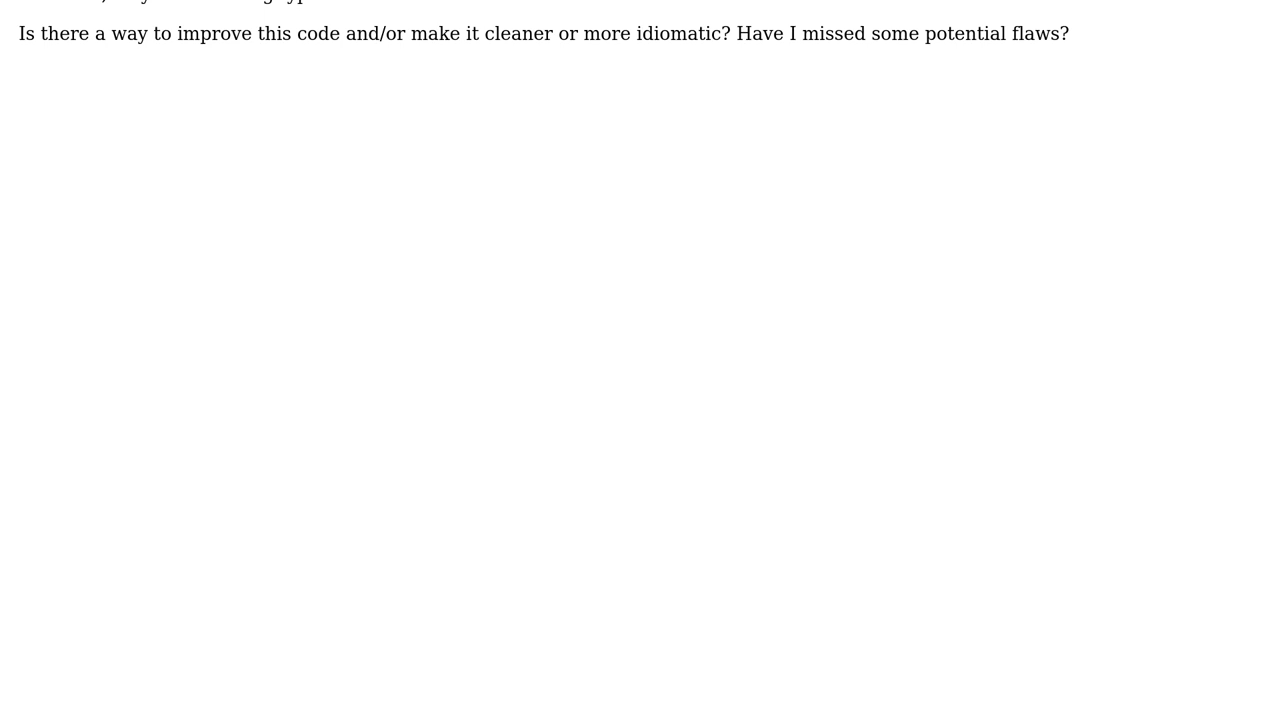 Is there a way to improve this code and/or make it cleaner or more idiomatic? Have I missed some potential flaws?